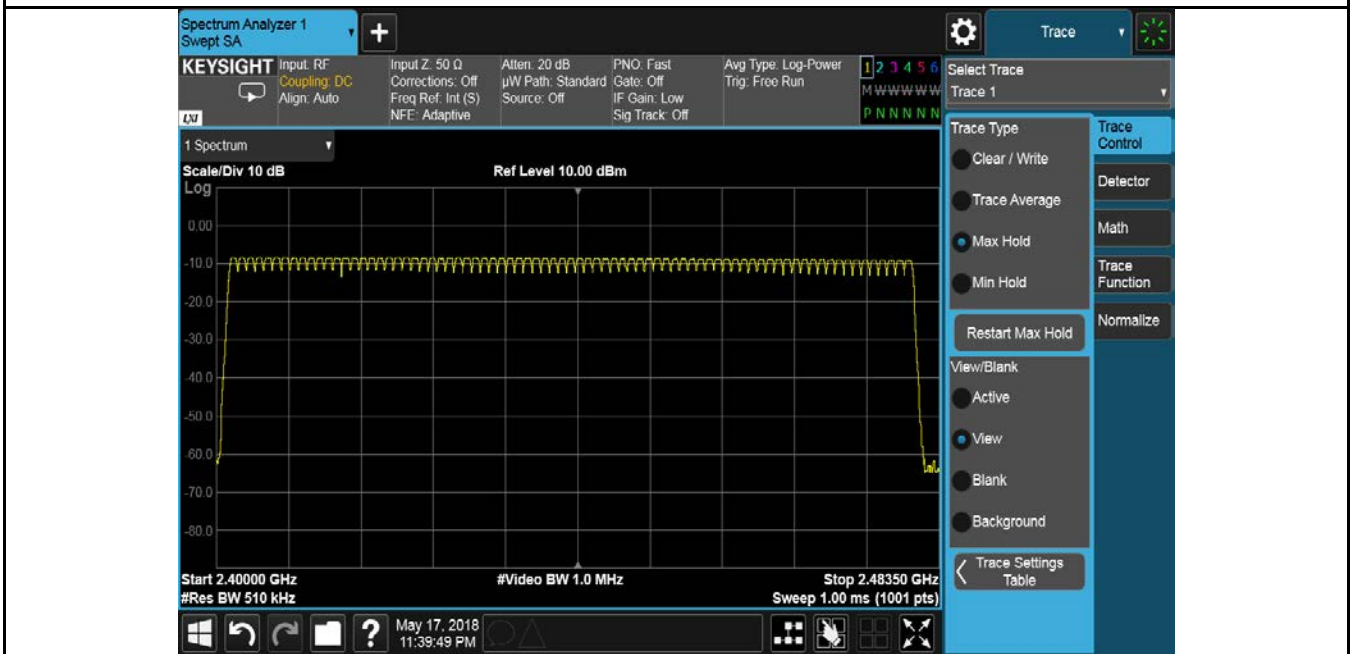 Spectrum Analyzer 1
Swept SA
+
Trace
KEYSIGHT
LXI
Input: RF
Coupling: DC
Align: Auto
Input Z: 50 Ω
Corrections: Off
Freq Ref: Int (S)
NFE: Adaptive
Atten: 20 dB
µW Path: Standard
Source: Off
PNO: Fast
Gate: Off
IF Gain: Low
Sig Track: Off
Avg Type: Log-Power
Trig: Free Run
1 2 3 4 5 6
M W W W W W
P N N N N N
Select Trace
Trace 1
1 Spectrum
Scale/Div 10 dB
Ref Level 10.00 dBm
Log
0.00
-10.0
-20.0
-30.0
-40.0
-50.0
-60.0
-70.0
-80.0
Start 2.40000 GHz
#Res BW 510 kHz
#Video BW 1.0 MHz
Stop 2.48350 GHz
Sweep 1.00 ms (1001 pts)
Trace Type
Clear / Write
Trace Average
Max Hold
Min Hold
Restart Max Hold
View/Blank
Active
View
Blank
Background
Trace Settings
Table
Trace
Control
Detector
Math
Trace
Function
Normalize
?
May 17, 2018
11:39:49 PM